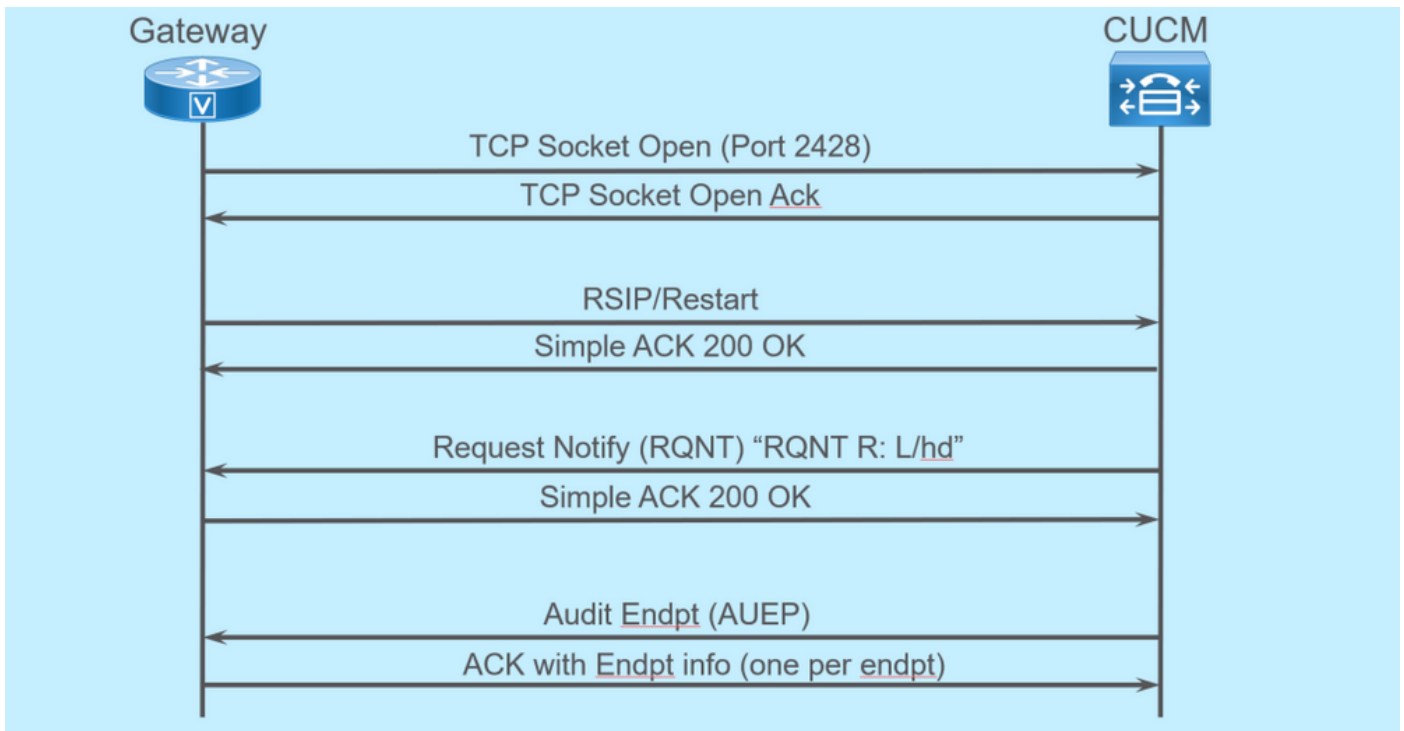 Gateway
CUCM
V
TCP Socket Open (Port 2428)
TCP Socket Open Ack
RSIP/Restart
Simple ACK 200 OK
Request Notify (RQNT) “RQNT R: L/hd”
Simple ACK 200 OK
Audit Endpt (AUEP)
ACK with Endpt info (one per endpt)